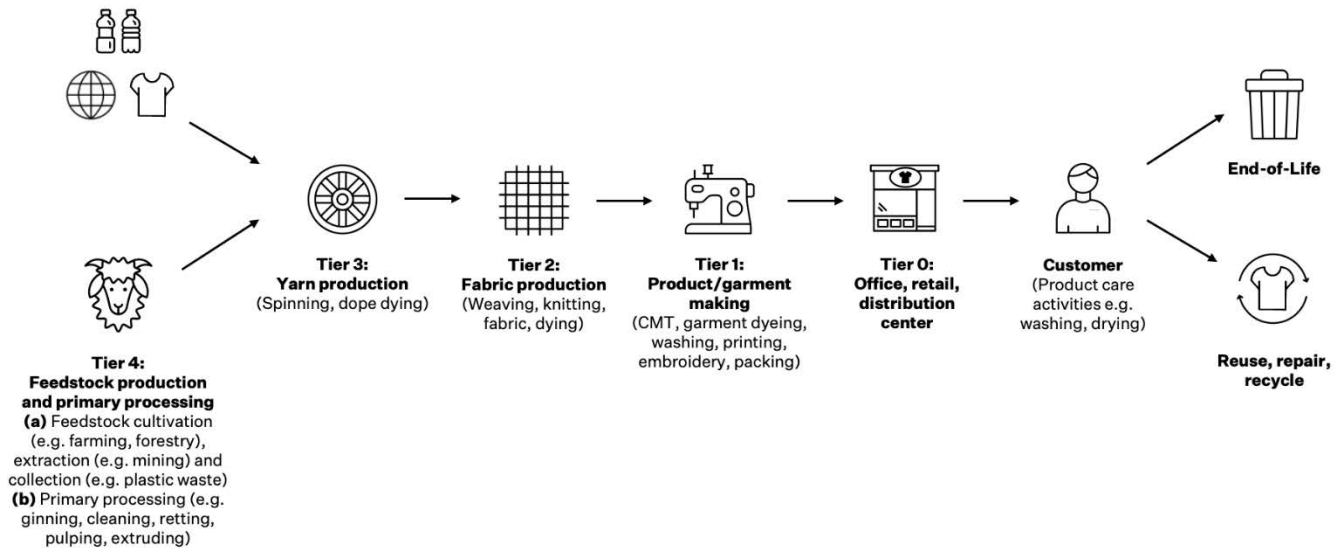 Tier 4:
Feedstock production
and primary processing
(a) Feedstock cultivation
(e.g. farming, forestry),
extraction (e.g. mining) and
collection (e.g. plastic waste)
(b) Primary processing (e.g.
ginning, cleaning, retting,
pulping, extruding)
Tier 3:
Yarn production
(Spinning, dope dying)
Tier 2:
Fabric production
(Weaving, knitting,
fabric, dying)
Tier 1:
Product/garment
making
(CMT, garment dyeing,
washing, printing,
embroidery, packing)
Tier 0:
Office, retail,
distribution
center
Customer
(Product care
activities e.g.
washing, drying)
End-of-Life
Reuse, repair,
recycle